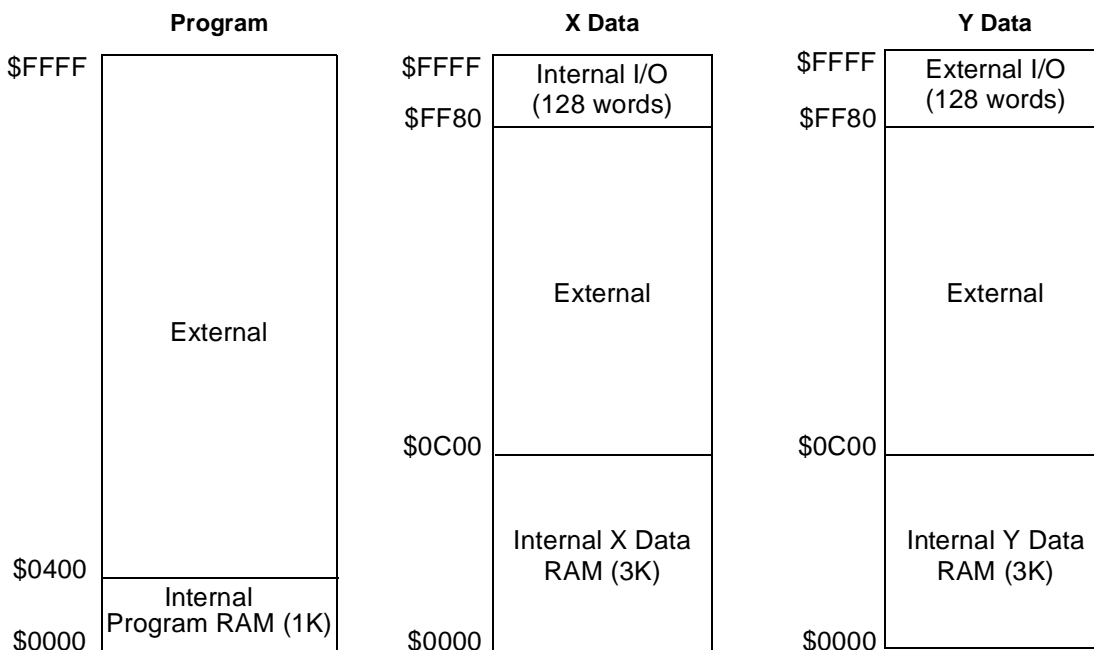 Program
$FFFF
External
$0400
Internal
Program RAM (1K)
$0000
X Data
$FFFF
Internal I/O
(128 words)
$FF80
External
$0C00
Internal X Data
RAM (3K)
$0000
Y Data
$FFFF
External I/O
(128 words)
$FF80
External
$0C00
Internal Y Data
RAM (3K)
$0000